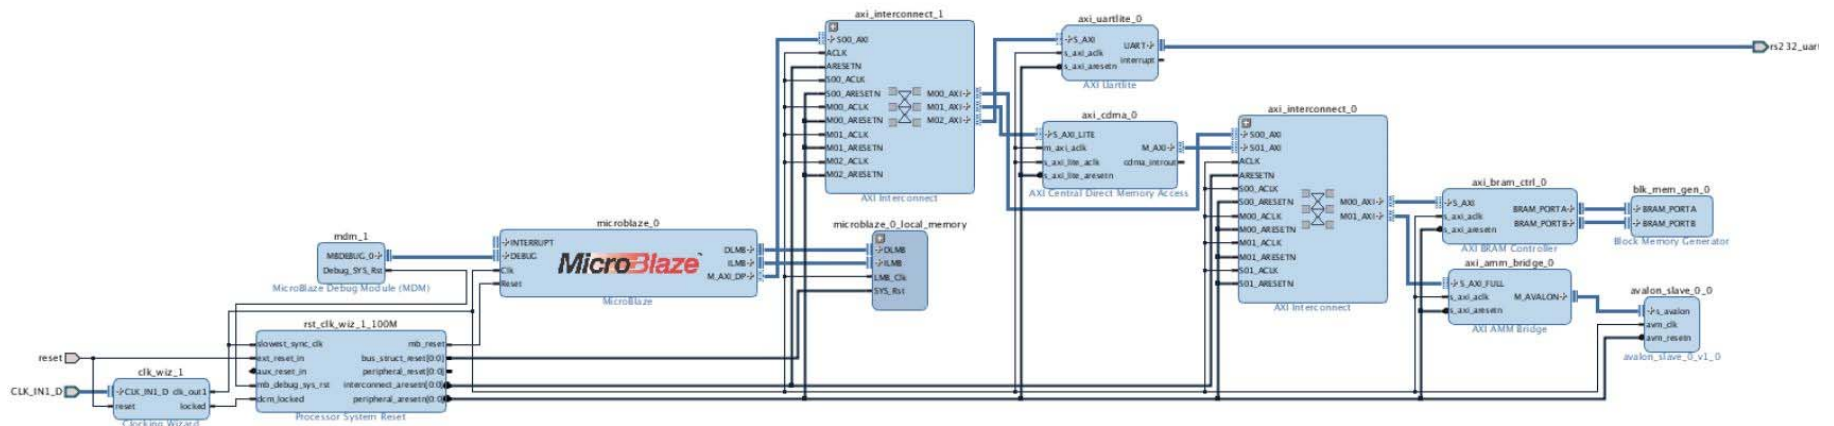 axi_interconnect_1
S00_AXI
ACLK
ARESETN
S00_ACLK
S00_ARESETN
M00_ACLK
M00_ARESETN
M01_ACLK
M01_ARESETN
M02_ACLK
M02_ARESETN
M00_AXI
M01_AXI
M02_AXI
AXI Interconnect
axi_uartlite_0
S_AXI
s_axi_aclk
s_axi_aresetn
UART
interrupt
AXI Uartlite
rs232_uar
axi_cdma_0
S_AXI_LITE
m_axi_aclk
s_axi_lite_aclk
s_axi_lite_aresetn
M_AXI
cdma_introut
AXI Central Direct Memory Access
axi_interconnect_0
S00_AXI
S01_AXI
ACLK
ARESETN
S00_ACLK
S00_ARESETN
M00_ACLK
M00_ARESETN
M01_ACLK
M01_ARESETN
S01_ACLK
S01_ARESETN
M00_AXI
M01_AXI
AXI Interconnect
axi_bram_ctrl_0
S_AXI
s_axi_aclk
s_axi_aresetn
BRAM_PORTA
BRAM_PORTB
AXI BRAM Controller
blk_mem_gen_0
BRAM_PORTA
BRAM_PORTB
Block Memory Generator
axi_amm_bridge_0
S_AXI_FULL
s_axi_aclk
s_axi_aresetn
M_AVALON
AXI AMM Bridge
avalon_slave_0_0
s_avalon
avm_clk
avm_resetn
avalon_slave_0_v1_0
mdm_1
MBDEBUG_0
Debug_SYS_Rst
MicroBlaze Debug Module (MDM)
microblaze_0
INTERRUPT
DEBUG
Clk
Reset
MicroBlaze
DLMB
ILMB
M_AXI_DP
MicroBlaze
microblaze_0_local_memory
DLMB
ILMB
LMB_Clk
SYS_Rst
rst_clk_wiz_1_100M
slowest_sync_clk
ext_reset_in
aux_reset_in
mb_debug_sys_rst
dcm_locked
mb_reset
bus_struct_reset[0:0]
peripheral_reset[0:0]
interconnect_aresetn[0:0]
peripheral_aresetn[0:0]
Processor System Reset
reset
CLK_IN1_D
clk_wiz_1
CLK_IN1_D
reset
clk_out1
locked
Clocking Wizard